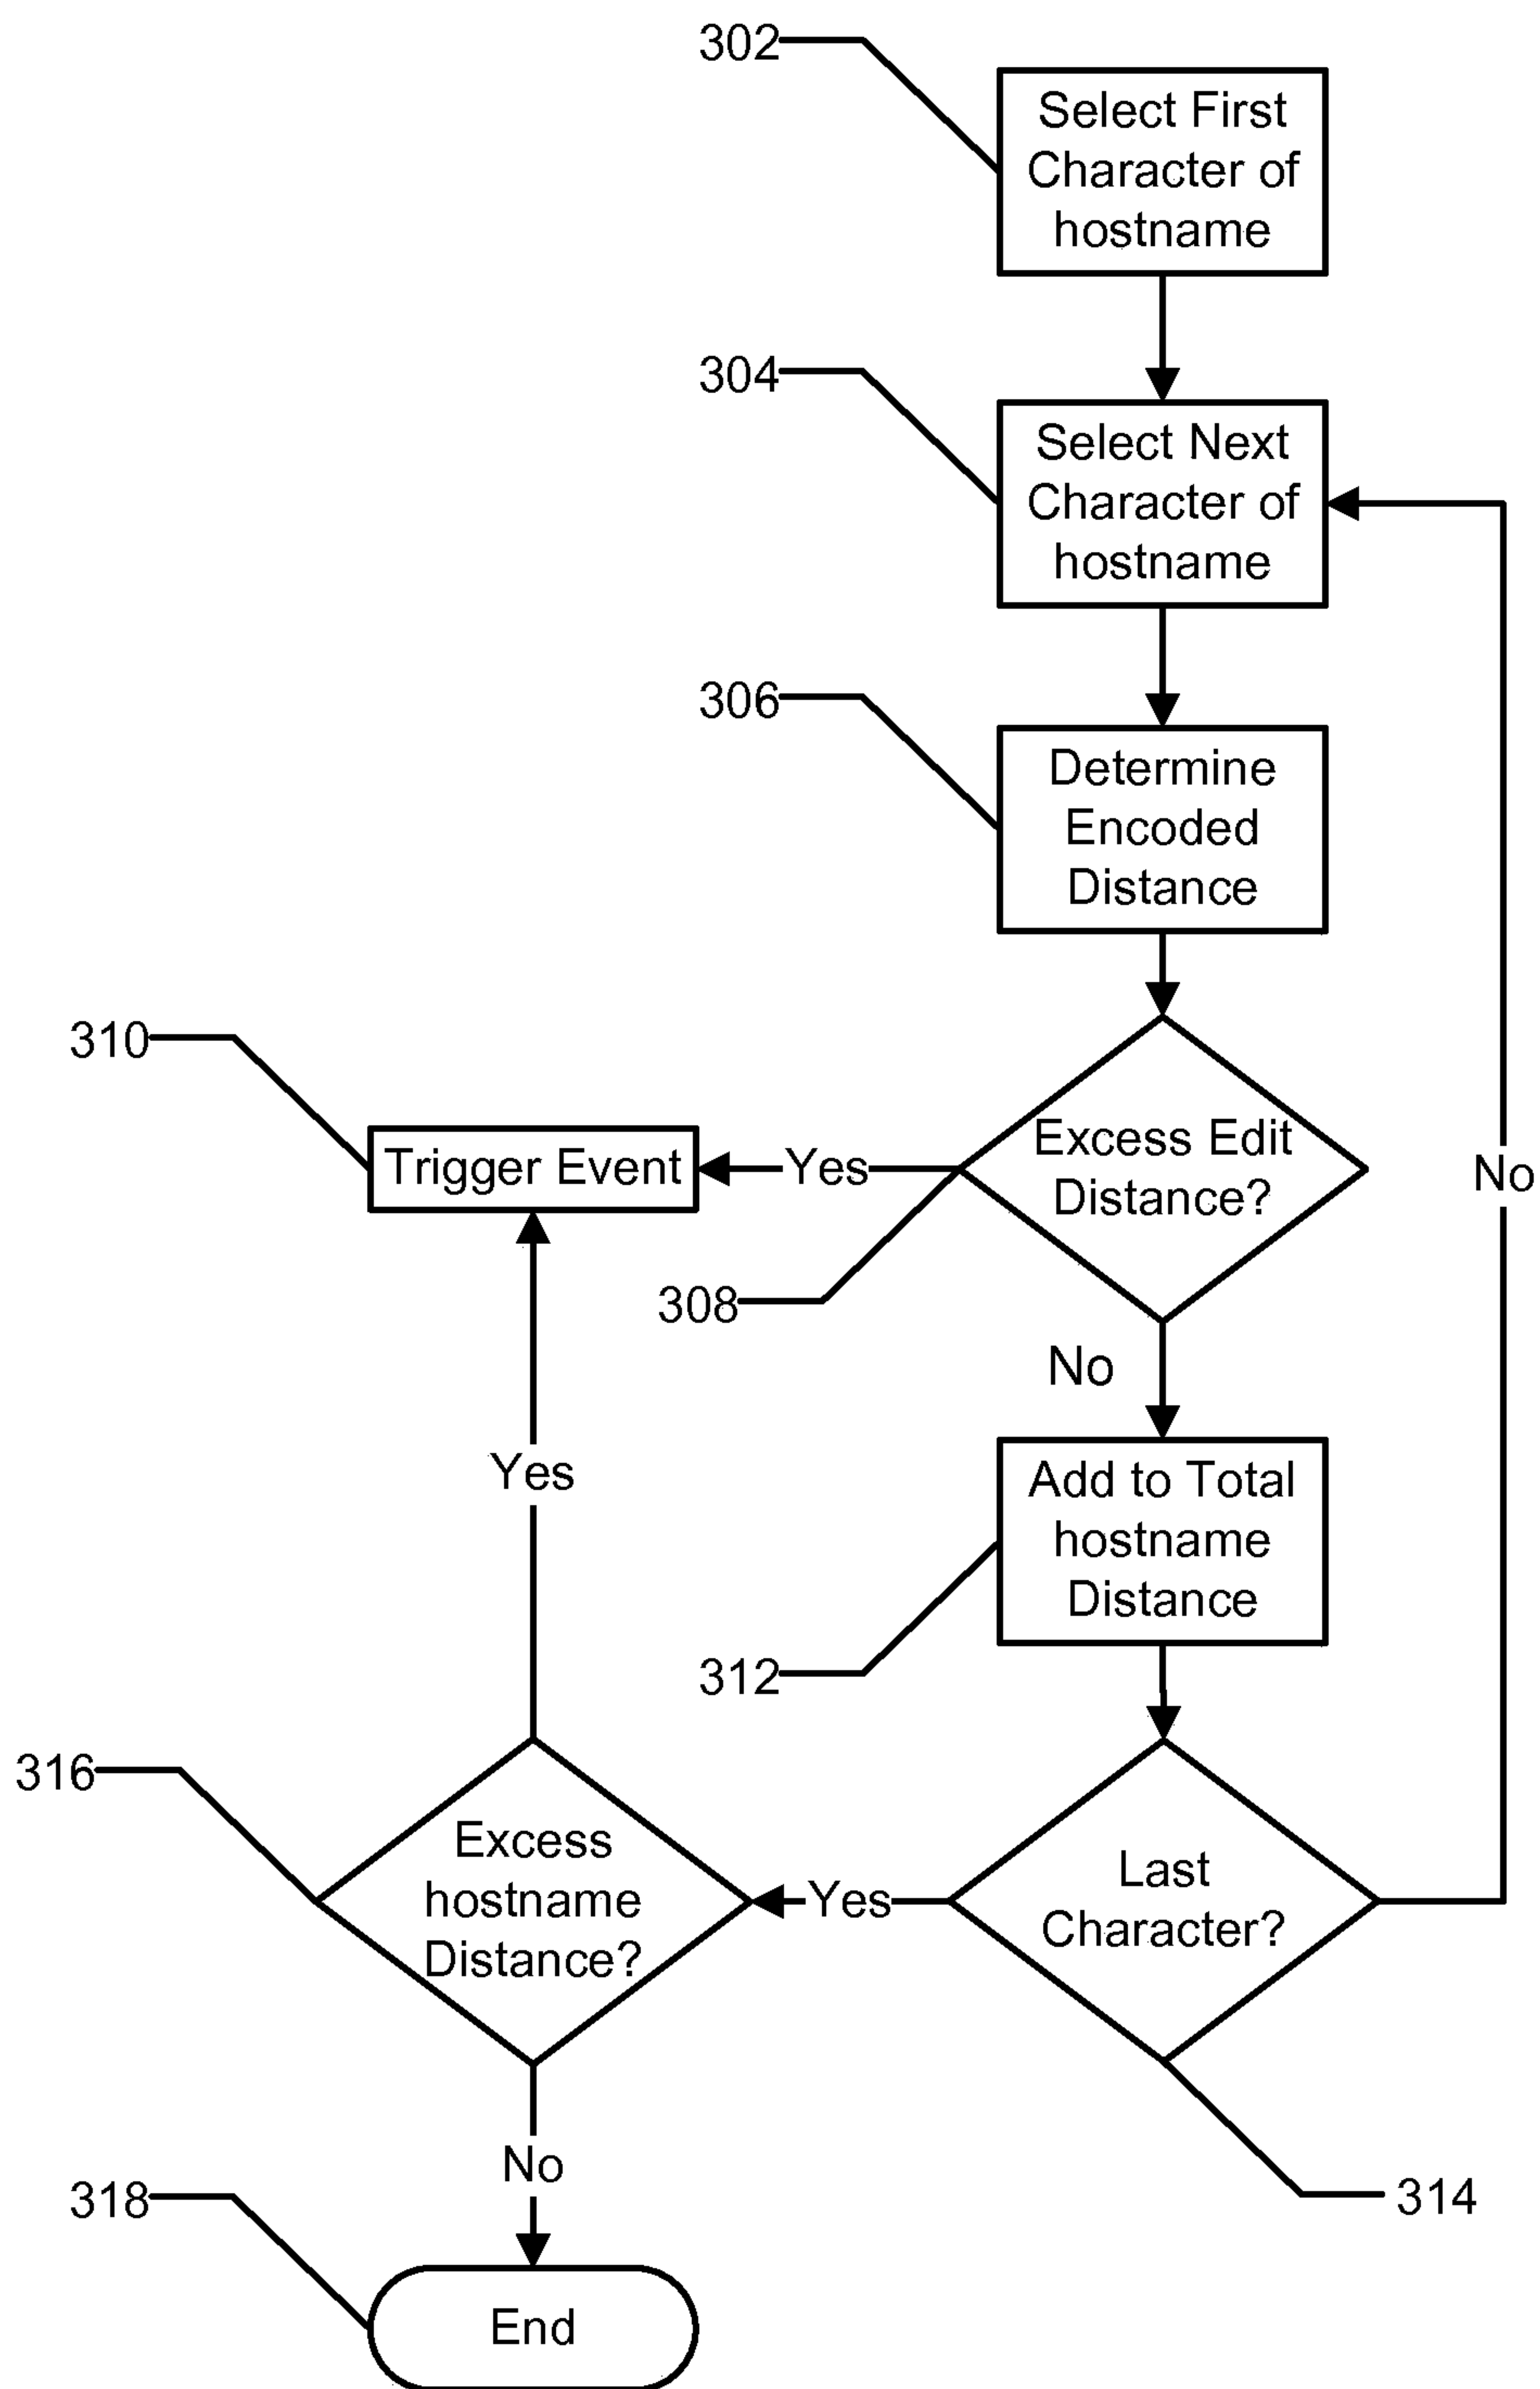 302
Select First
Character of
hostname
304
Select Next
Character of
hostname
306
Determine
Encoded
Distance
310
Trigger Event
Yes
Excess Edit
Distance?
No
308
No
Yes
Add to Total
hostname
Distance
312
316
Excess
hostname
Distance?
Yes
Last
Character?
No
314
318
End